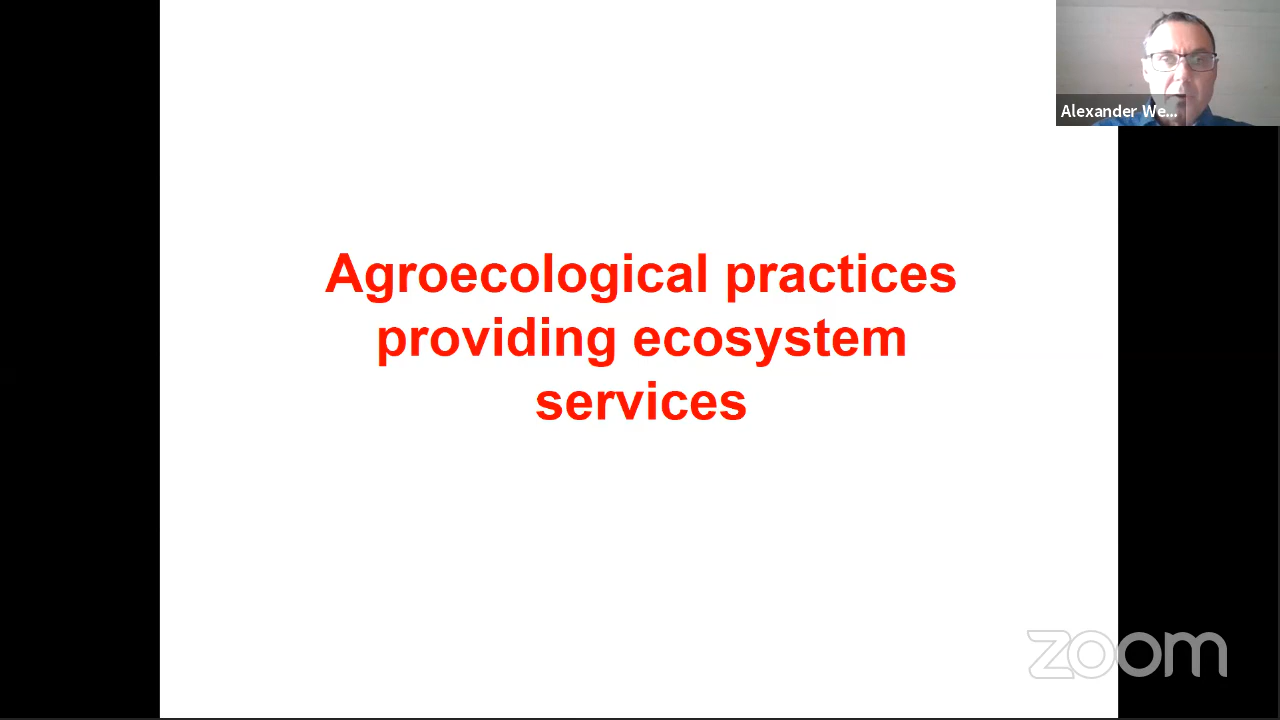 Alexander We...
Agroecological practices
providing ecosystem
services
zoom